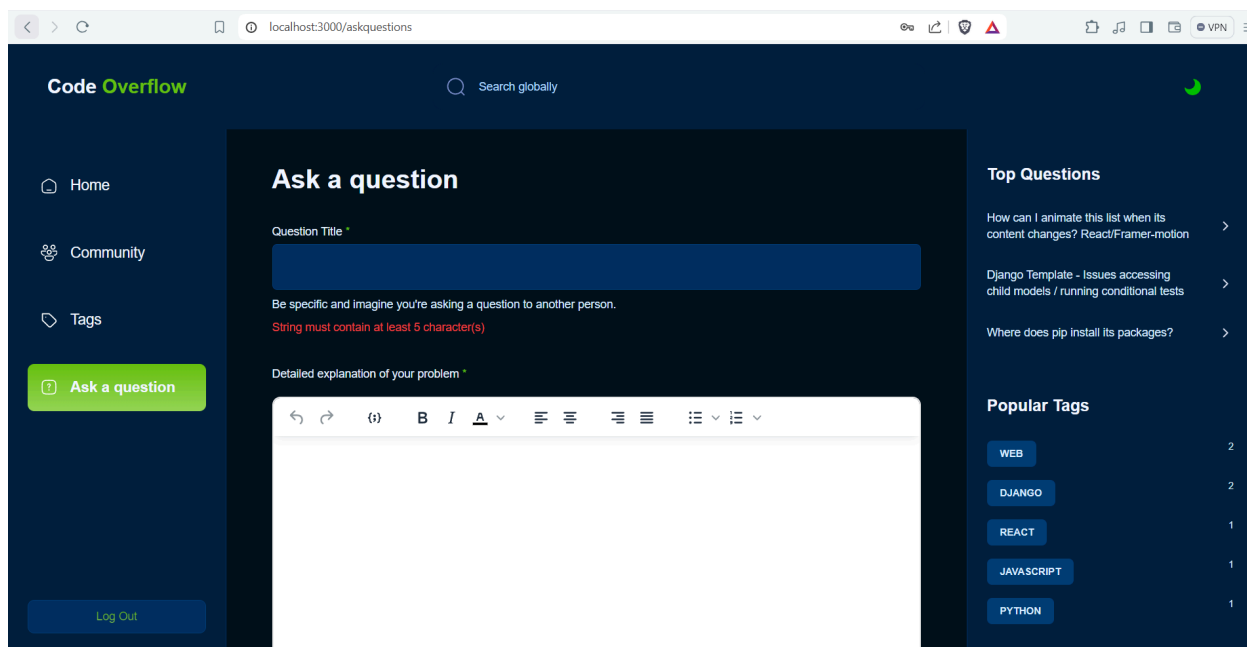 localhost:3000/askquestions
VPN
Code Overflow
Search globally
Home
Community
Tags
Ask a question
Log Out
Ask a question
Question Title *
Be specific and imagine you're asking a question to another person.
String must contain at least 5 character(s)
Detailed explanation of your problem *
{;} B I A
Top Questions
How can I animate this list when its
content changes? React/Framer-motion
Django Template - Issues accessing
child models / running conditional tests
Where does pip install its packages?
Popular Tags
WEB 2
DJANGO 2
REACT 1
JAVASCRIPT 1
PYTHON 1